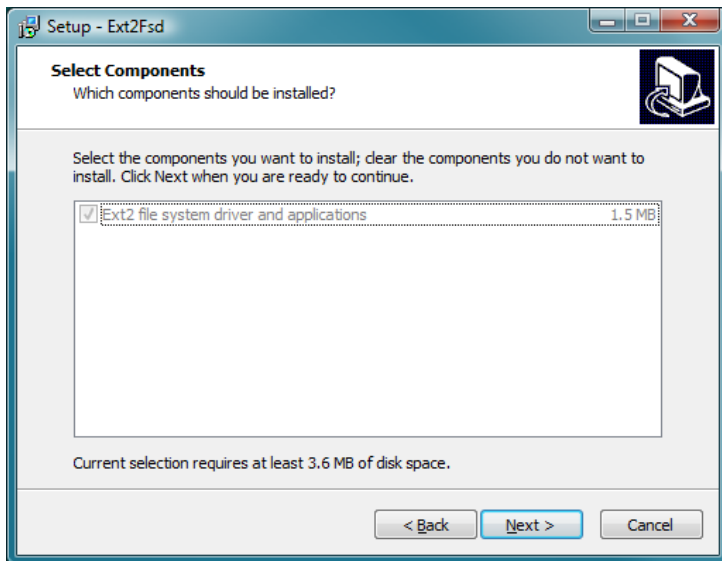 Setup - Ext2Fsd
Select Components
Which components should be installed?
Select the components you want to install; clear the components you do not want to
install. Click Next when you are ready to continue.
Ext2 file system driver and applications 1.5 MB
Current selection requires at least 3.6 MB of disk space.
< Back Next > Cancel